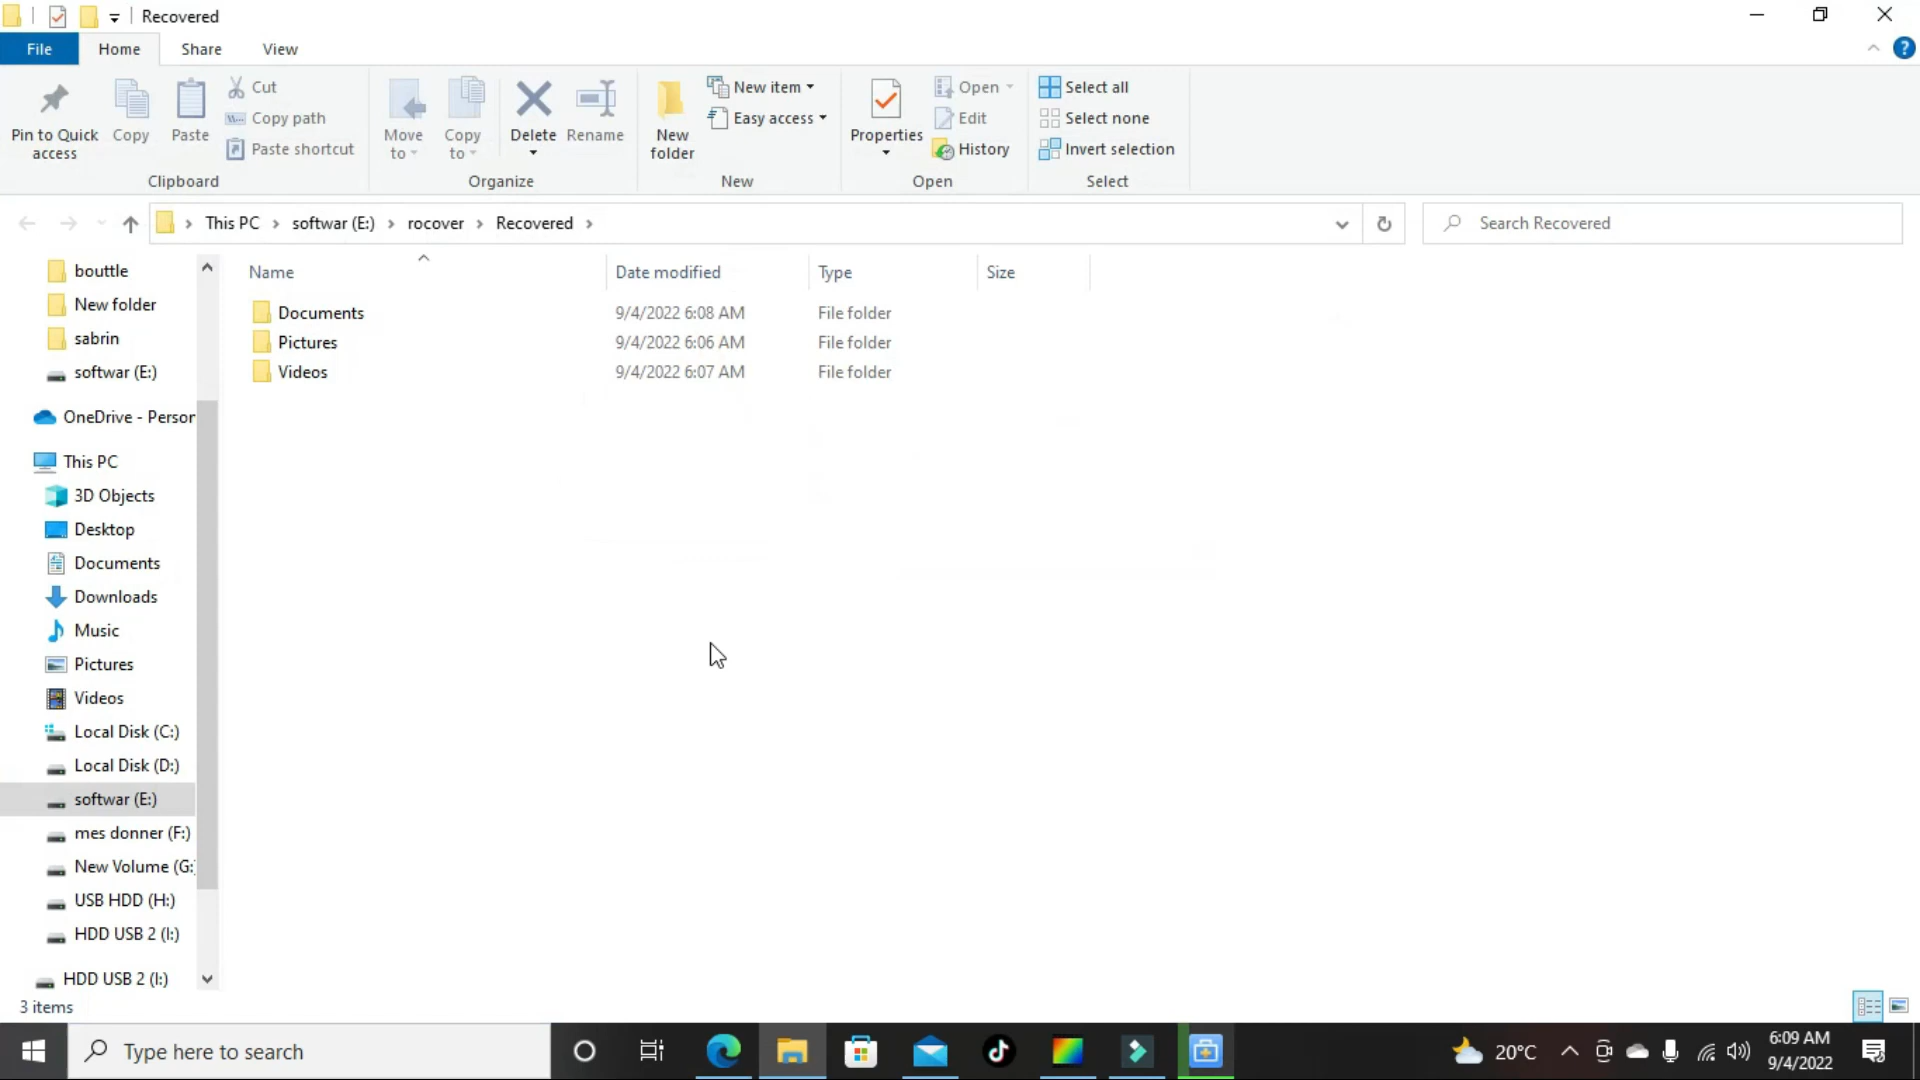 Recovered
File Home Share View
Pin to Quick access
Copy
Paste
Cut
Copy path
Paste shortcut
Clipboard
Move to
Copy to
Delete
Rename
Organize
New folder
New item
Easy access
New
Properties
Open
Edit
History
Open
Select all
Select none
Invert selection
Select
This PC > softwar (E:) > rocover > Recovered >
Search Recovered
bouttle
New folder
sabrin
softwar (E:)
OneDrive - Person
This PC
3D Objects
Desktop
Documents
Downloads
Music
Pictures
Videos
Local Disk (C:)
Local Disk (D:)
softwar (E:)
mes donner (F:)
New Volume (G:
USB HDD (H:)
HDD USB 2 (I:)
HDD USB 2 (I:)
Name Date modified Type Size
Documents 9/4/2022 6:08 AM File folder
Pictures 9/4/2022 6:06 AM File folder
Videos 9/4/2022 6:07 AM File folder
3 items
Type here to search
20°C
6:09 AM
9/4/2022